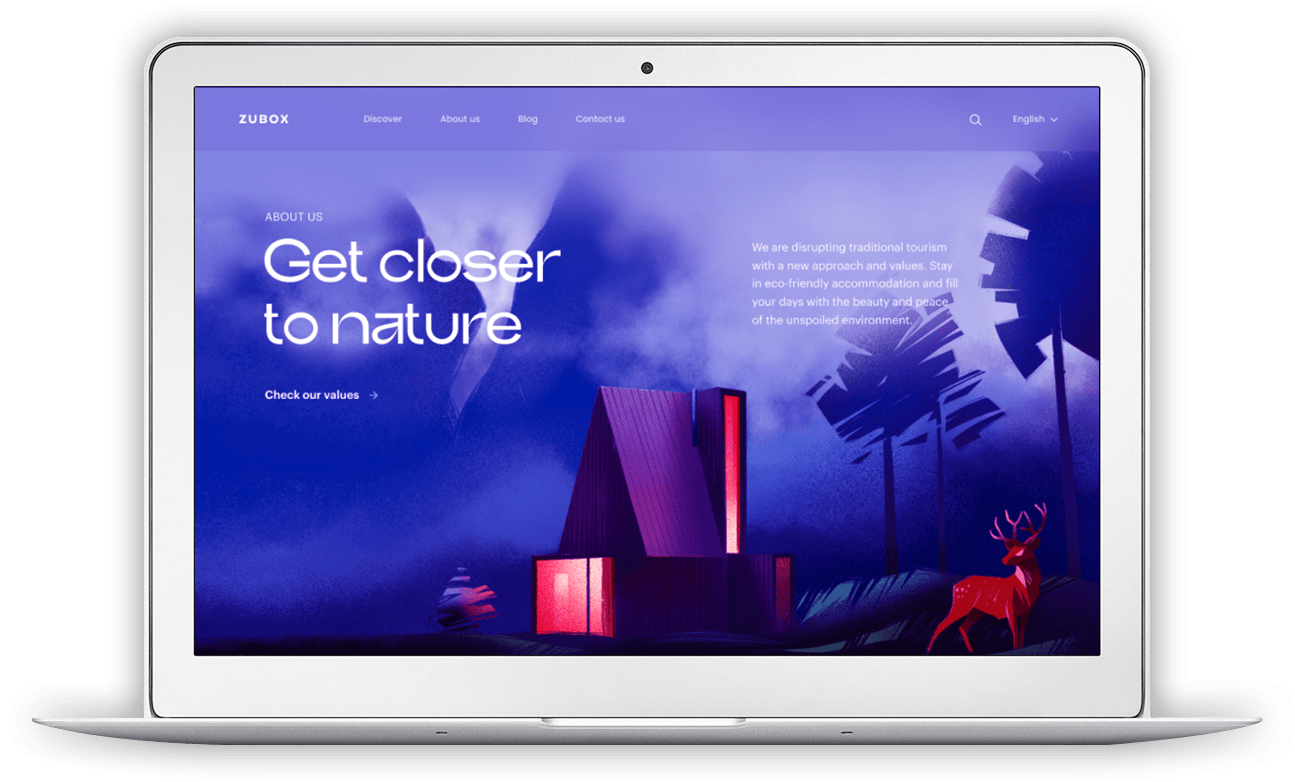 ZUBOX
Discover
About us
Blog
Contact us
English
ABOUT US
Get closer
to nature
Check our values
We are disrupting traditional tourism
with a new approach and values. Stay
in eco-friendly accommodation and fill
your days with the beauty and peace
of the unspoiled environment.